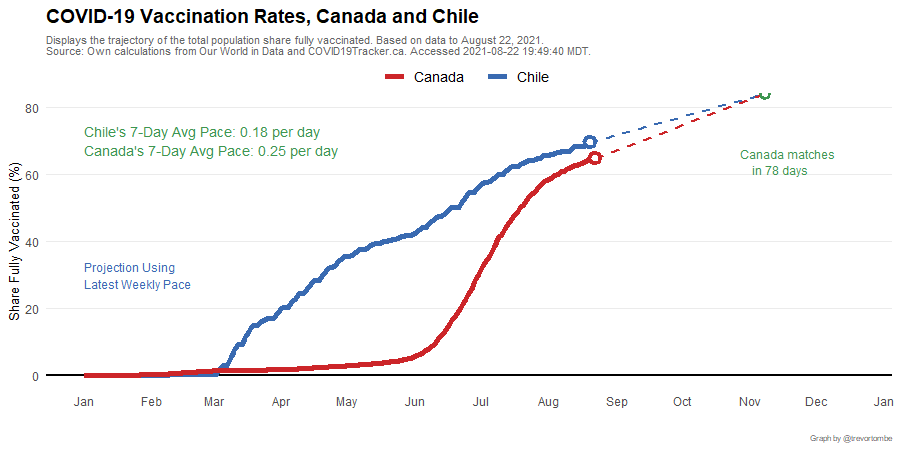 COVID-19 Vaccination Rates, Canada and Chile
Displays the trajectory of the total population share fully vaccinated. Based on data to August 22, 2021.
Source: Own calculations from Our World in Data and COVID19Tracker.ca. Accessed 2021-08-22 19:49:40 MDT.
Canada Chile
Share Fully Vaccinated (%)
80
60
40
20
0
Chile's 7-Day Avg Pace: 0.18 per day
Canada's 7-Day Avg Pace: 0.25 per day
Canada matches
in 78 days
Projection Using
Latest Weekly Pace
Jan Feb Mar Apr May Jun Jul Aug Sep Oct Nov Dec Jan
Graph by @trevortombe